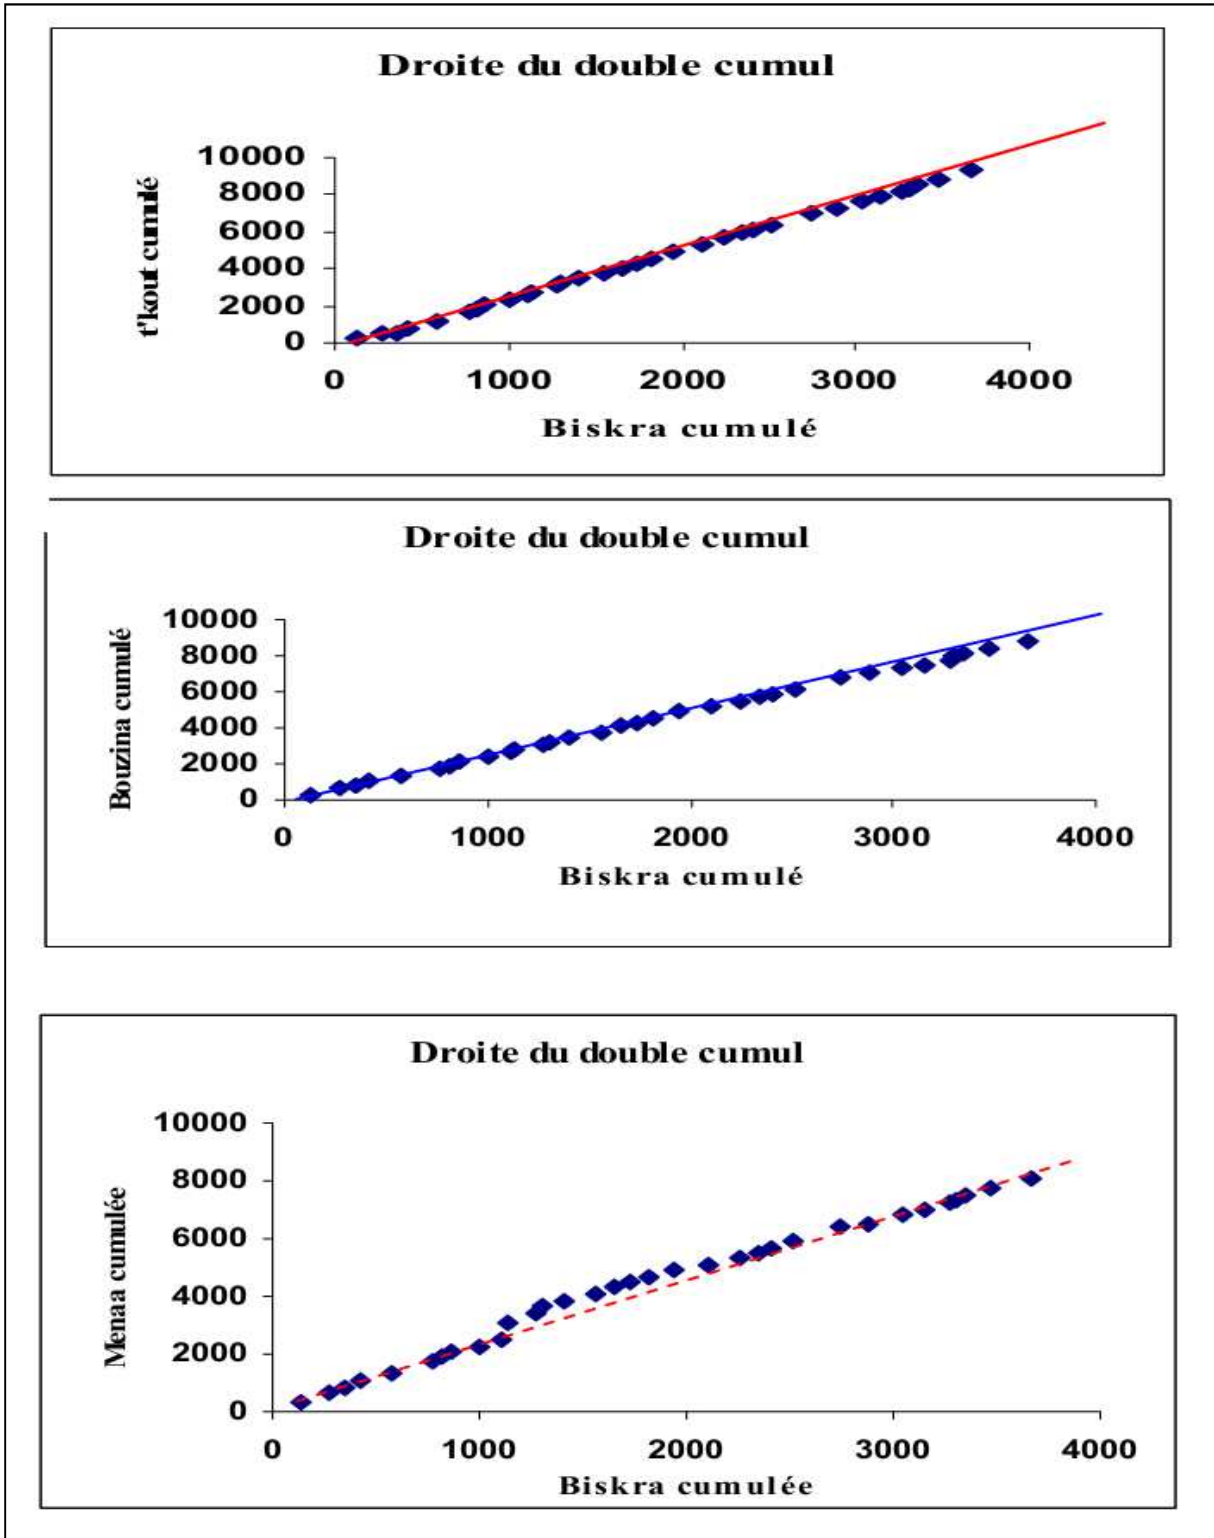 Droite du double cumul
t'kout cumulé
10000
8000
6000
4000
2000
0
0 1000 2000 3000 4000
Biskra cumulé
Droite du double cumul
Bouzina cumulé
10000
8000
6000
4000
2000
0
0 1000 2000 3000 4000
Biskra cumulé
Droite du double cumul
Menaa cumulée
10000
8000
6000
4000
2000
0
0 1000 2000 3000 4000
Biskra cumulée